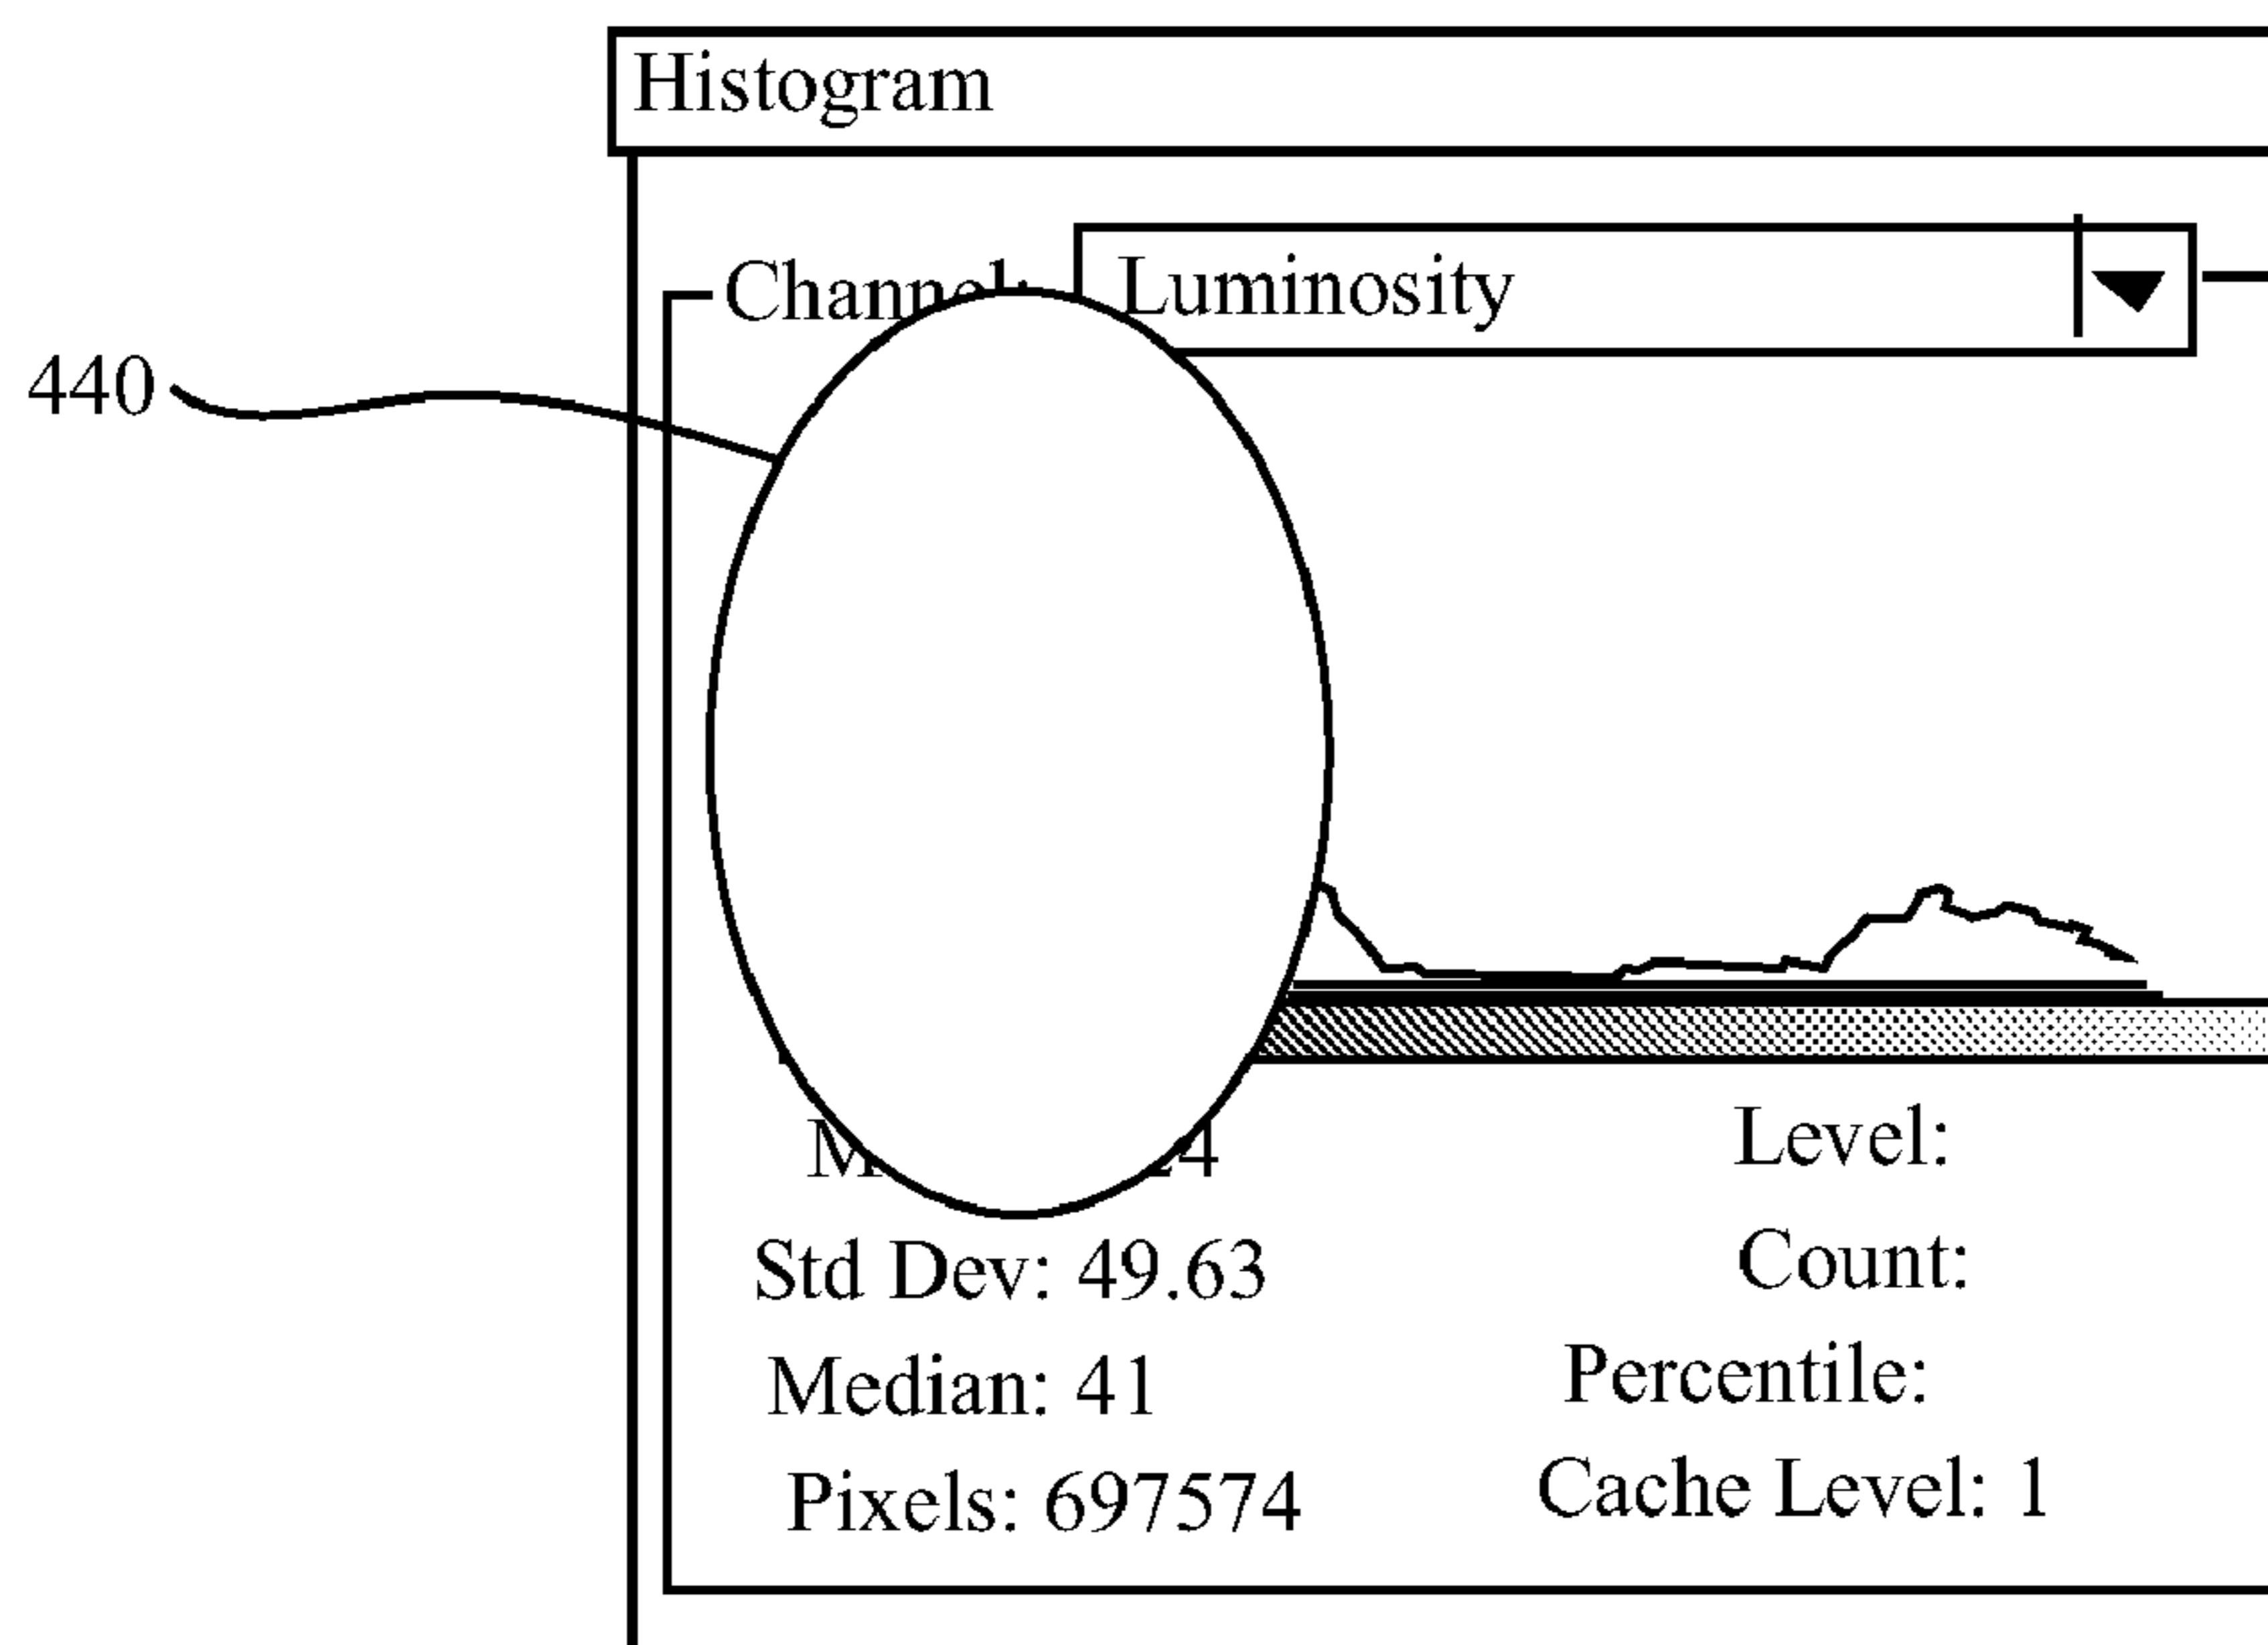 Histogram
Luminosity
440
Level:
Std Dev: 49.63
Count:
Median: 41
Percentile:
Pixels: 697574
Cache Level: 1